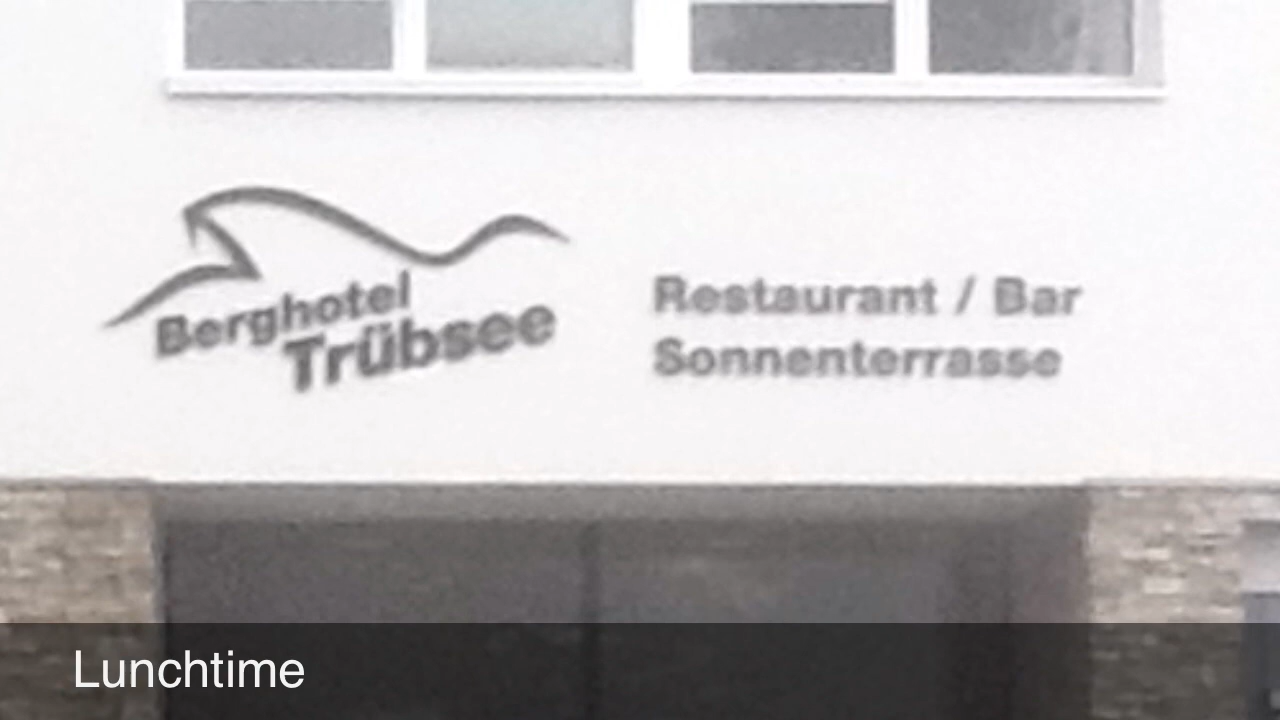 Berghotel
Trübsee
Restaurant / Bar
Sonnenterrasse
Lunchtime